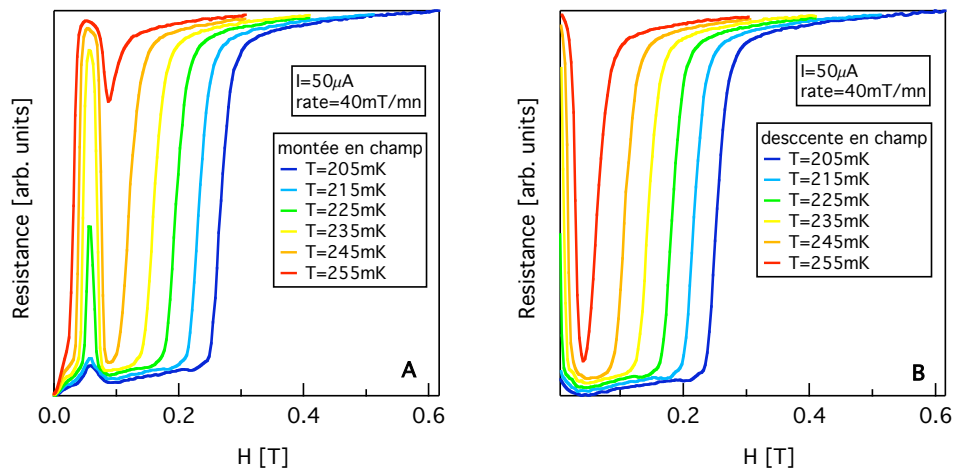 Resistance [arb. units]
I=50μA
rate=40mT/mn
montée en champ
T=205mK
T=215mK
T=225mK
T=235mK
T=245mK
T=255mK
A
0.0
0.2
0.4
0.6
H [T]
Resistance [arb. units]
I=50μA
rate=40mT/mn
desccente en champ
T=205mK
T=215mK
T=225mK
T=235mK
T=245mK
T=255mK
B
0.2
0.4
0.6
H [T]